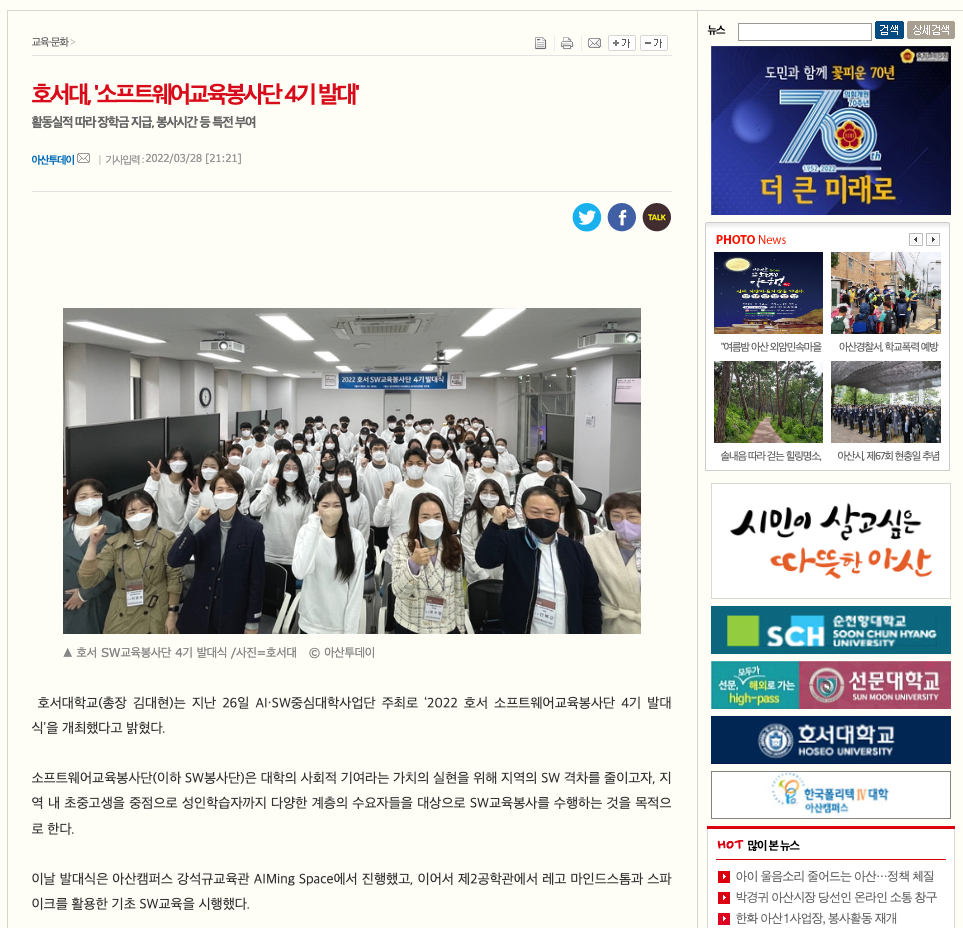 교육·문화 >
+가 -가
호서대, '소프트웨어교육봉사단 4기 발대'
활동실적 따라 장학금 지급, 봉사시간 등 특전 부여
아산투데이 | 기사입력 : 2022/03/28 [21:21]
TALK
2022 호서 SW교육봉사단 4기 발대식
▲ 호서 SW교육봉사단 4기 발대식 /사진=호서대 © 아산투데이
호서대학교(총장 김대현)는 지난 26일 AI·SW중심대학사업단 주최로 ‘2022 호서 소프트웨어교육봉사단 4기 발대
식’을 개최했다고 밝혔다.
소프트웨어교육봉사단(이하 SW봉사단)은 대학의 사회적 기여라는 가치의 실현을 위해 지역의 SW 격차를 줄이고자, 지
역 내 초중고생을 중점으로 성인학습자까지 다양한 계층의 수요자들을 대상으로 SW교육봉사를 수행하는 것을 목적으
로 한다.
이날 발대식은 아산캠퍼스 강석규교육관 AIMing Space에서 진행했고, 이어서 제2공학관에서 레고 마인드스톰과 스파
이크를 활용한 기초 SW교육을 시행했다.
뉴스 검색 상세검색
도민과 함께 꽃피운 70년
의회개원
70주년
70th
1952-2022
더 큰 미래로
PHOTO News
"여름밤 아산 외암민속마을
아산경찰서, 학교폭력 예방
솔내음 따라 걷는 힐링명소,
아산시, 제67회 현충일 추념
시민이 살고싶은
따뜻한 아산
SCH 순천향대학교
SOON CHUN HYANG
UNIVERSITY
모두가
선문, 해외로 가는
high-pass
선문대학교
SUN MOON UNIVERSITY
호서대학교
HOSEO UNIVERSITY
한국폴리텍 IV 대학
아산캠퍼스
HOT 많이 본 뉴스
아이 울음소리 줄어드는 아산…정책 체질
박경귀 아산시장 당선인 온라인 소통 창구
한화 아산1사업장, 봉사활동 재개